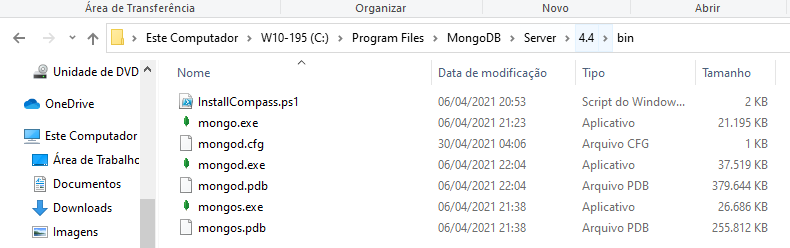 Área de Transferência Organizar Novo Abrir
Este Computador W10-195 (C:) Program Files MongoDB Server 4.4 bin
Unidade de DVD
OneDrive
Este Computador
Área de Trabalho
Documentos
Downloads
Imagens
Nome Data de modificação Tipo Tamanho
InstallCompass.ps1 06/04/2021 20:53 Script do Window... 2 KB
mongo.exe 06/04/2021 21:23 Aplicativo 21.195 KB
mongod.cfg 30/04/2021 04:06 Arquivo CFG 1 KB
mongod.exe 06/04/2021 22:04 Aplicativo 37.519 KB
mongod.pdb 06/04/2021 22:04 Arquivo PDB 379.644 KB
mongos.exe 06/04/2021 21:38 Aplicativo 26.686 KB
mongos.pdb 06/04/2021 21:38 Arquivo PDB 255.812 KB